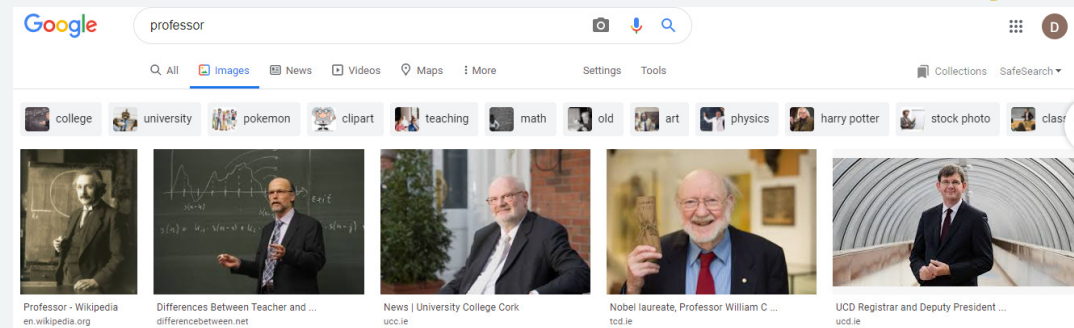 Google
professor
D
All Images News Videos Maps More Settings Tools Collections SafeSearch
college university pokemon clipart teaching math old art physics harry potter stock photo class
Professor - Wikipedia
en.wikipedia.org
Differences Between Teacher and ...
differencebetween.net
News | University College Cork
ucc.ie
Nobel laureate, Professor William C ...
tcd.ie
UCD Registrar and Deputy President ...
ucd.ie